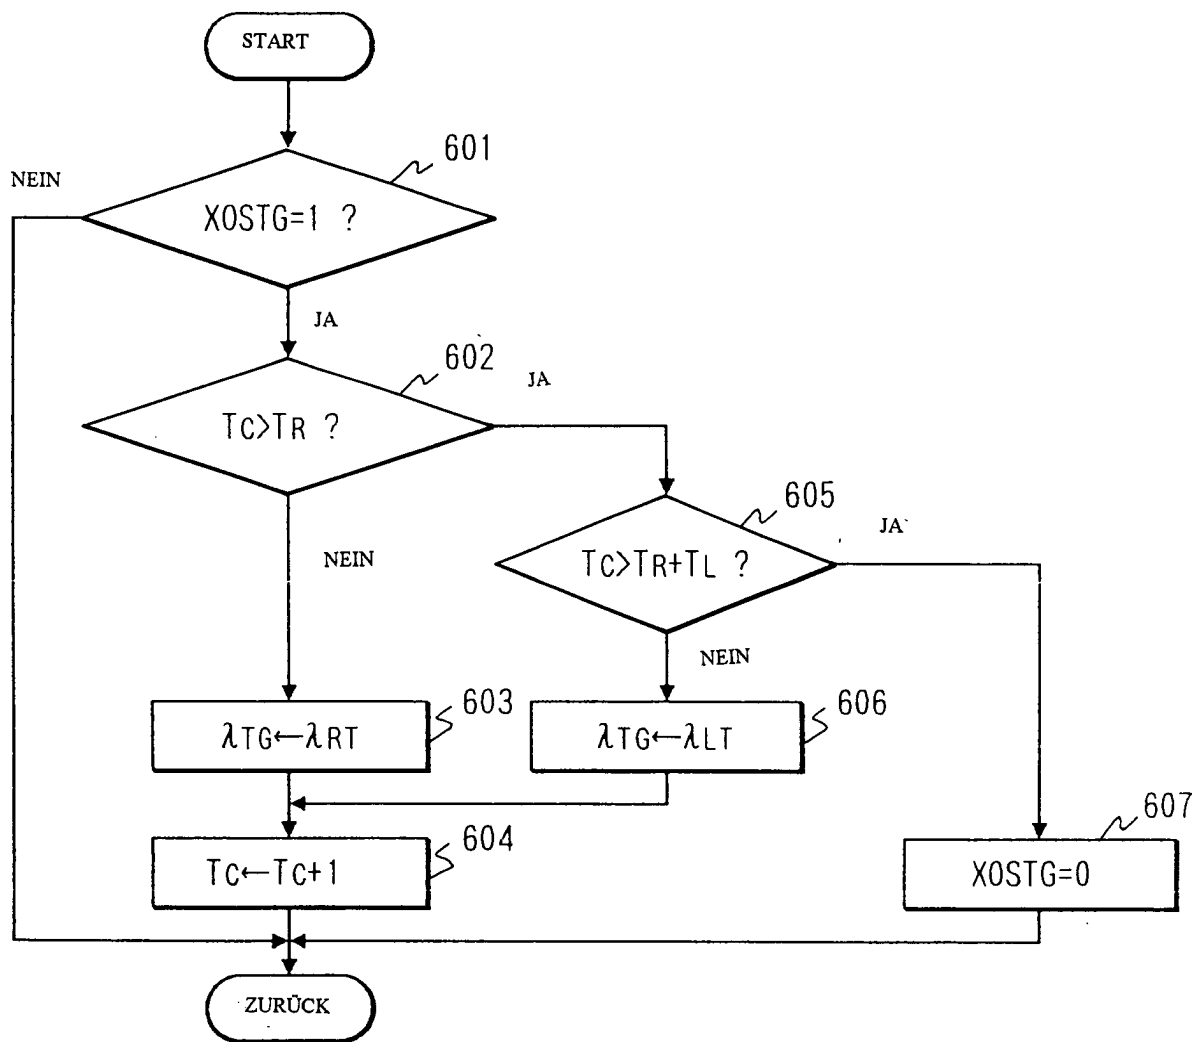 START
601
NEIN
XOSTG=1 ?
JA
602
JA
TC>TR ?
605
JA
NEIN
TC>TR+TL ?
NEIN
603
λTG←λRT
606
λTG←λLT
604
TC←TC+1
607
XOSTG=0
ZURÜCK